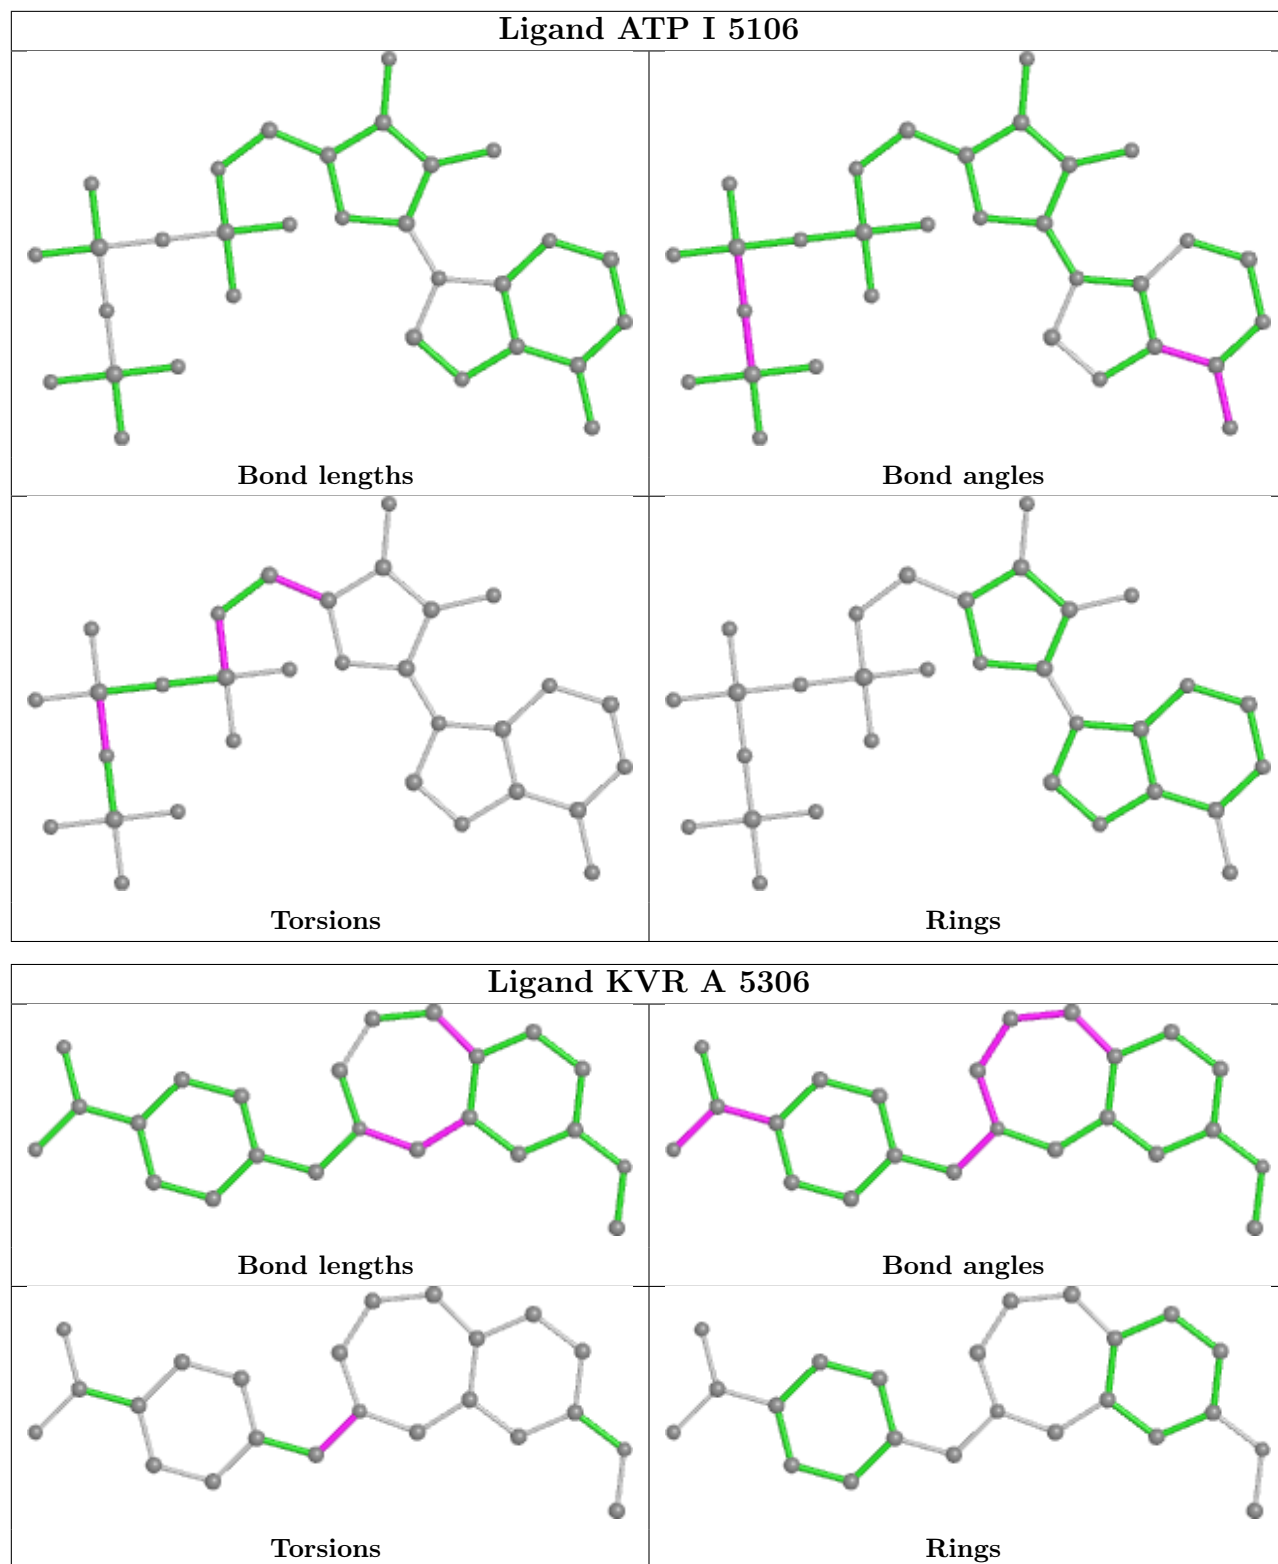 Ligand ATP I 5106
Bond lengths
Bond angles
Torsions
Rings
Ligand KVR A 5306
Bond lengths
Bond angles
Torsions
Rings